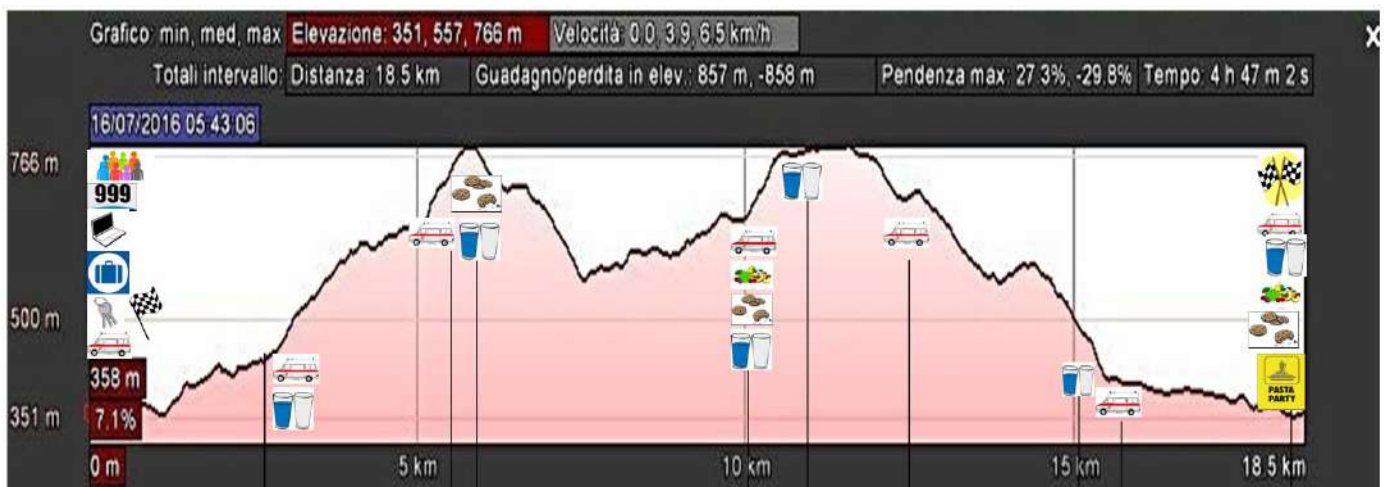 Grafico: min, med, max Elevazione: 351, 557, 766 m Velocità: 0.0, 3.9, 6.5 km/h X
Totali intervallo: Distanza: 18.5 km Guadagno/perdita in elev.: 857 m, -858 m Pendenza max: 27.3%, -29.8% Tempo: 4 h 47 m 2 s
16/07/2016 05:43:06
766 m
999
500 m
358 m
PASTA
PARTY
351 m 7.1%
0 m 5 km 10 km 15 km 18.5 km